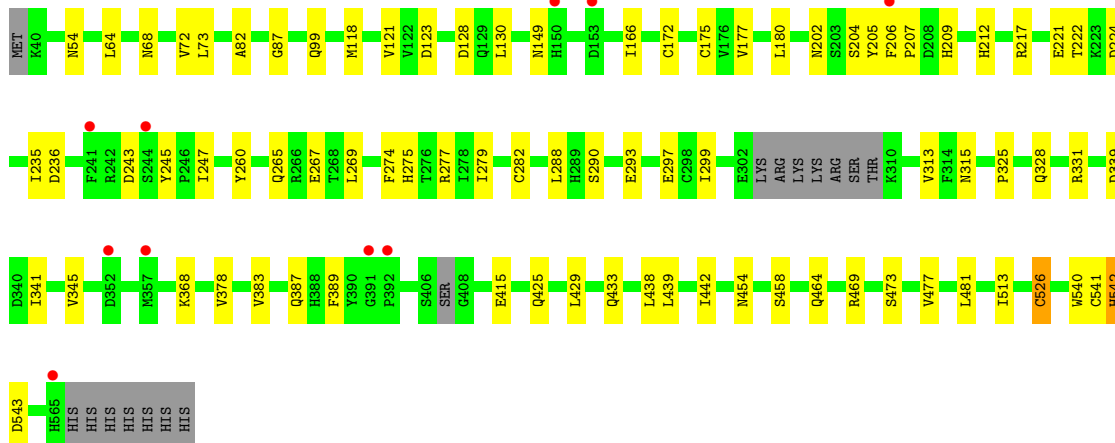 MET K40 N54 L64 N68 V72 L73 A82 G87 Q99 M118 V121 V122 D123 D128 Q129 L130 N149 H150 D153 I166 C172 C175 V176 V177 L180 N202 S203 S204 Y205 F206 P207 D208 H209 H212 R217 E221 T222 K223
I235 D236 F241 R242 D243 S244 Y245 P246 I247 Y260 Q265 R266 E267 T268 L269 F274 H275 T276 R277 I278 I279 C282 L288 H289 S290 E293 E297 C298 I299 E302 LYS ARG LYS LYS ARG SER THR K310 V313 F314 N315 P325 Q328 R331 D339
D340 I341 V345 D352 M357 K368 V378 V383 Q387 H388 F389 Y390 G391 P392 S406 SER G408 E415 Q425 L429 Q433 L438 L439 I442 N454 S458 Q464 R469 S473 V477 L481 I513 C526 W540 C541
D543 H565 HIS HIS HIS HIS HIS HIS